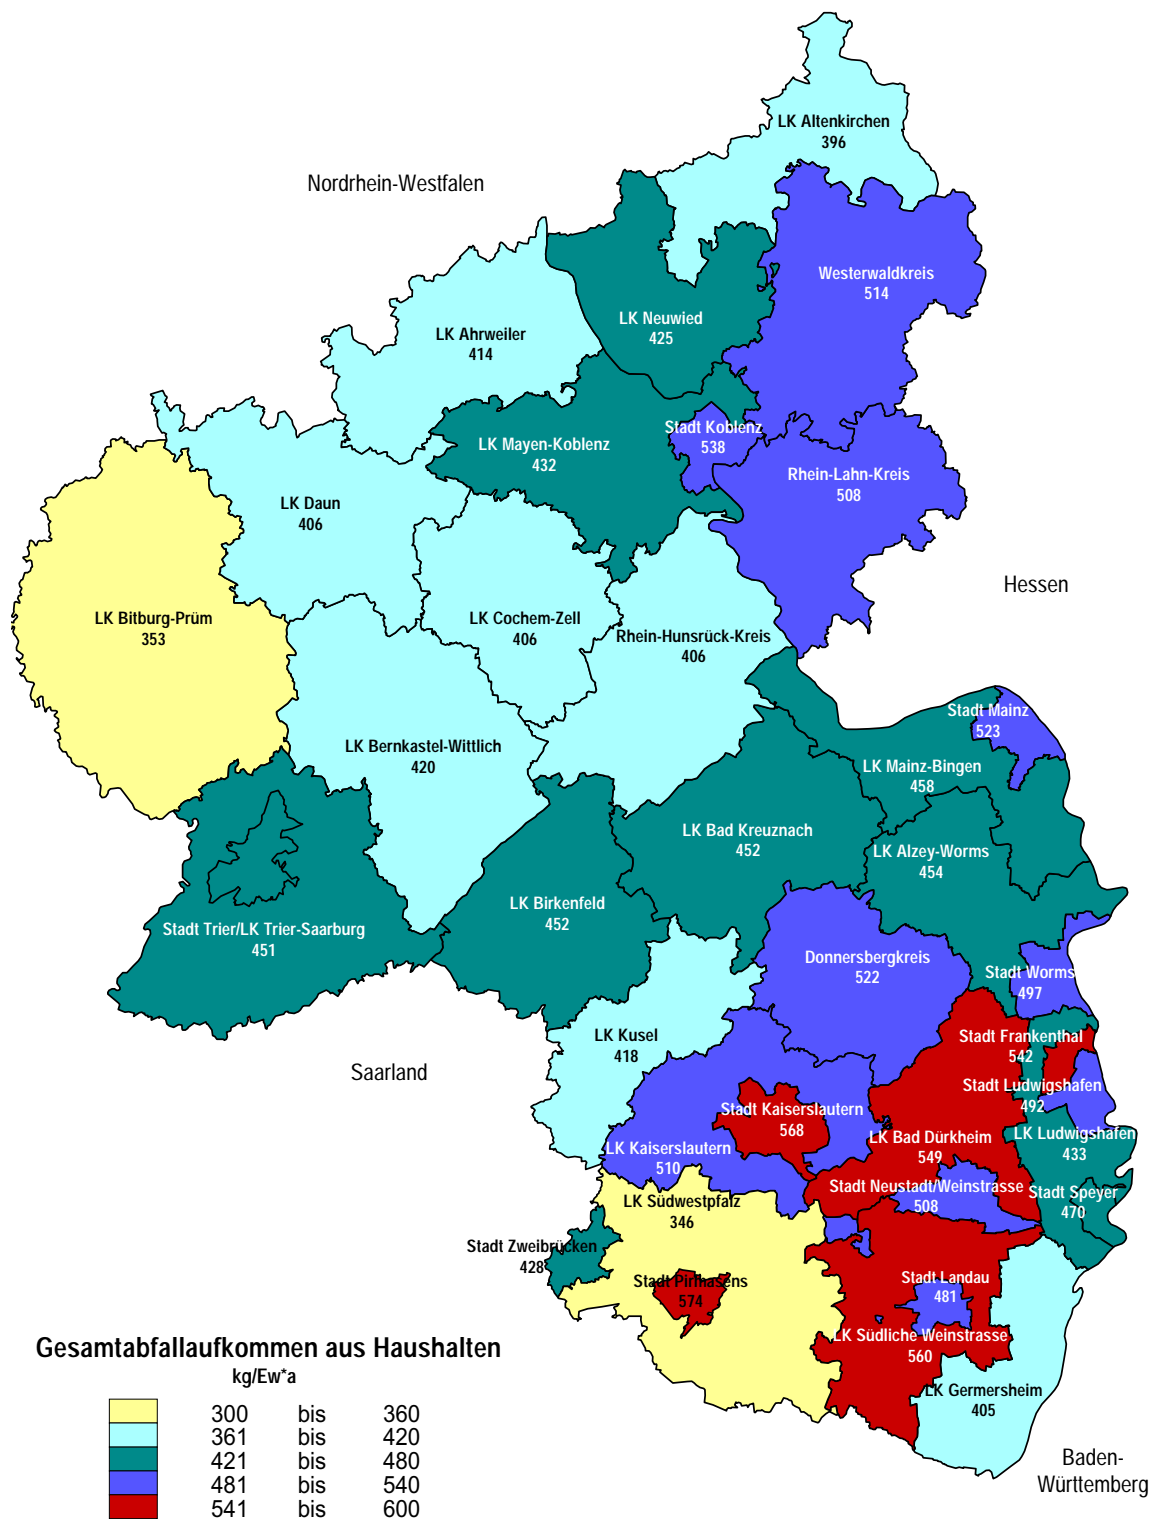 LK Altenkirchen
396
Nordrhein-Westfalen
Westerwaldkreis
514
LK Neuwied
425
LK Ahrweiler
414
Stadt Koblenz
538
LK Mayen-Koblenz
432
Rhein-Lahn-Kreis
508
LK Daun
406
Hessen
LK Bitburg-Prüm
353
LK Cochem-Zell
406
Rhein-Hunsrück-Kreis
406
Stadt Mainz
523
LK Bernkastel-Wittlich
420
LK Mainz-Bingen
458
LK Bad Kreuznach
452
LK Alzey-Worms
454
LK Birkenfeld
452
Stadt Trier/LK Trier-Saarburg
451
Donnersbergkreis
522
Stadt Worms
497
LK Kusel
418
Stadt Frankenthal
542
Saarland
Stadt Ludwigshafen
492
Stadt Kaiserslautern
568
LK Ludwigshafen
433
LK Bad Dürkheim
549
LK Kaiserslautern
510
Stadt Neustadt/Weinstrasse
508
Stadt Speyer
470
LK Südwestpfalz
346
Stadt Zweibrücken
428
Stadt Pirmasens
574
Stadt Landau
481
LK Südliche Weinstrasse
560
LK Germersheim
405
Gesamtabfallaufkommen aus Haushalten
kg/Ew*a
300 bis 360
361 bis 420
421 bis 480
481 bis 540
541 bis 600
Baden-
Württemberg